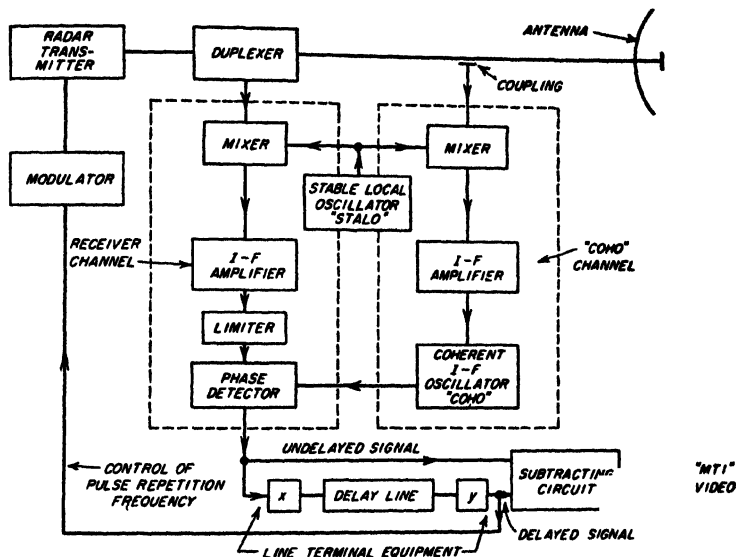 RADAR
TRANS-
MITTER
DUPLEXER
ANTENNA
COUPLING
MIXER
MIXER
MODULATOR
STABLE LOCAL
OSCILLATOR
"STALO"
RECEIVER
CHANNEL
I-F
AMPLIFIER
I-F
AMPLIFIER
"COHO"
CHANNEL
LIMITER
PHASE
DETECTOR
COHERENT
I-F
OSCILLATOR
"COHO"
UNDELAYED SIGNAL
CONTROL OF
PULSE REPETITION
FREQUENCY
x
DELAY LINE
y
SUBTRACTING
CIRCUIT
"MTI"
VIDEO
DELAYED SIGNAL
LINE TERMINAL EQUIPMENT